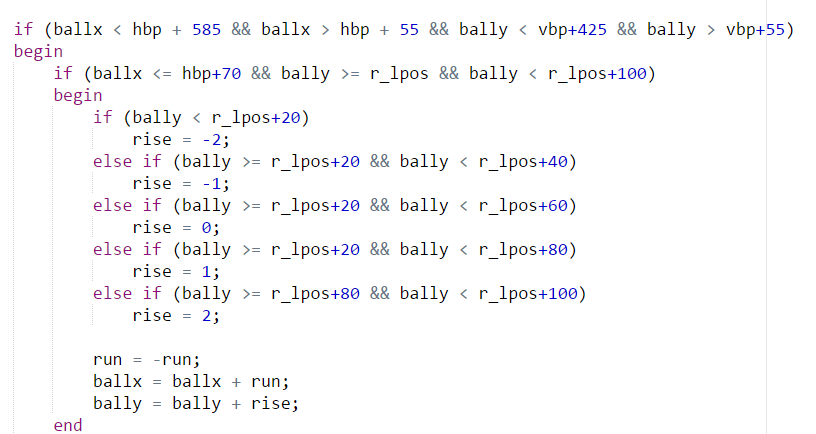 if (ballx < hbp + 585 && ballx > hbp + 55 && bally < vbp+425 && bally > vbp+55)
begin
    if (ballx <= hbp+70 && bally >= r_lpos && bally < r_lpos+100)
    begin
        if (bally < r_lpos+20)
            rise = -2;
        else if (bally >= r_lpos+20 && bally < r_lpos+40)
            rise = -1;
        else if (bally >= r_lpos+20 && bally < r_lpos+60)
            rise = 0;
        else if (bally >= r_lpos+20 && bally < r_lpos+80)
            rise = 1;
        else if (bally >= r_lpos+80 && bally < r_lpos+100)
            rise = 2;

        run = -run;
        ballx = ballx + run;
        bally = bally + rise;
    end